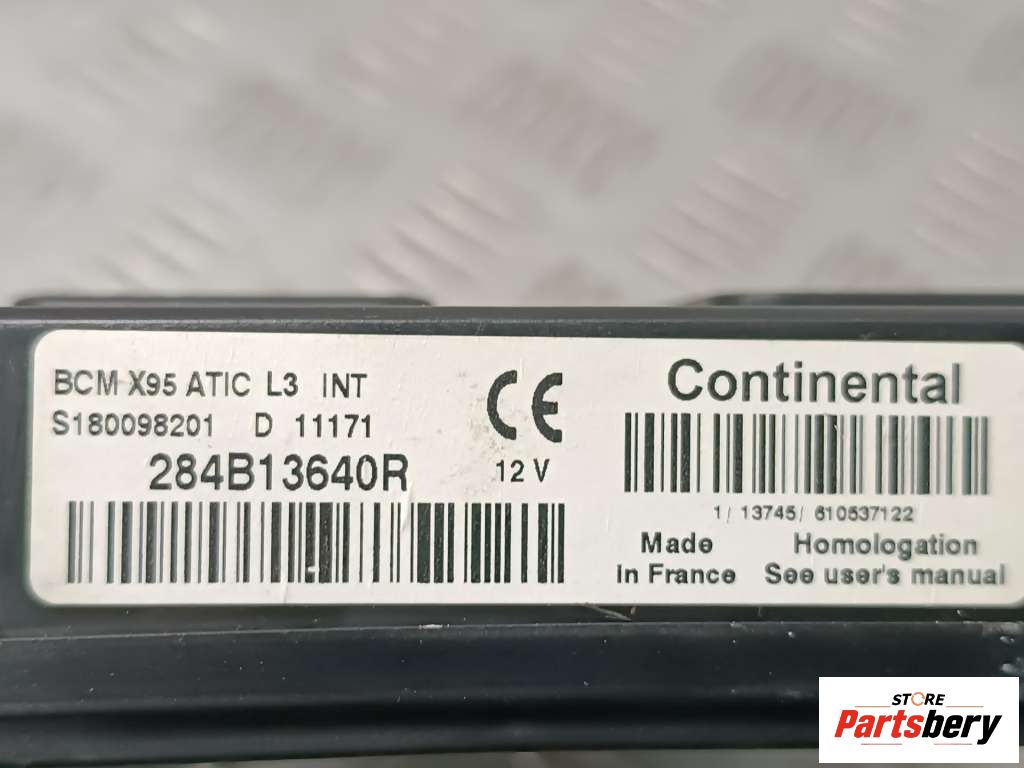 BCM X95 ATIC L3 INT
S180098201 D 11171
284B13640R
CE
12 V
Continental
1/ 13745/ 610537122
Made
In France
Homologation
See user's manual
STORE
Partsbery